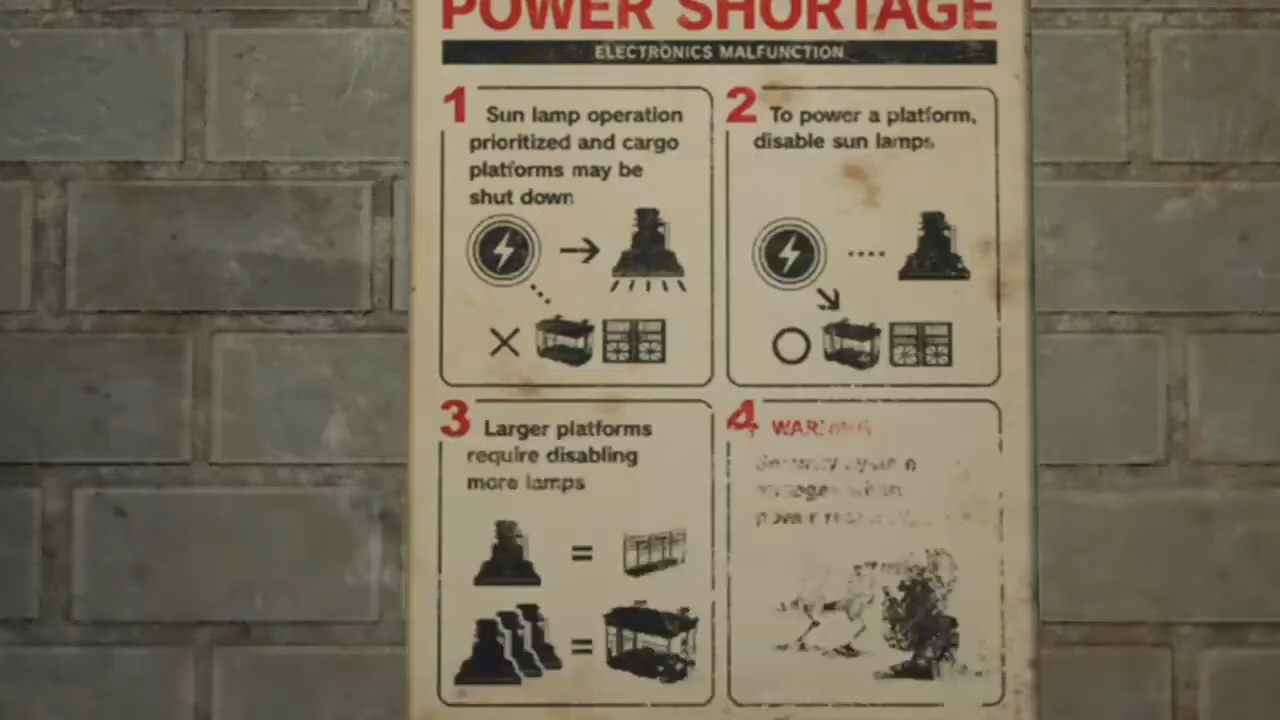 POWER SHORTAGE
ELECTRONICS MALFUNCTION
1 Sun lamp operation
prioritized and cargo
platforms may be
shut down
2 To power a platform,
disable sun lamps
3 Larger platforms
require disabling
more lamps
=
=
4